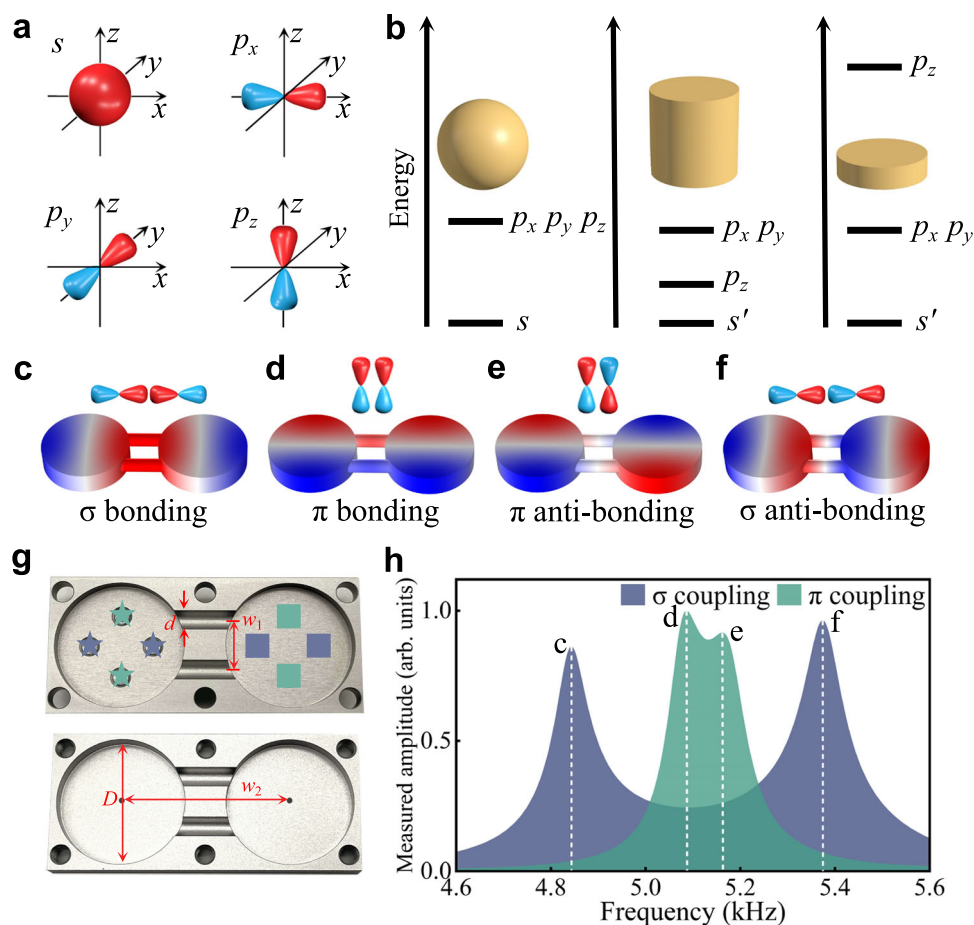 a
s
z
y
x
p_x
z
y
x
p_y
z
y
x
p_z
z
y
x
b
Energy
p_x p_y p_z
s
p_x p_y
p_z
s′
p_z
p_x p_y
s′
c
σ bonding
d
π bonding
e
π anti-bonding
f
σ anti-bonding
g
d
w_1
D
w_2
h
Measured amplitude (arb. units)
σ coupling
π coupling
1.0
0.5
0.0
c
d
e
f
4.6 4.8 5.0 5.2 5.4 5.6
Frequency (kHz)